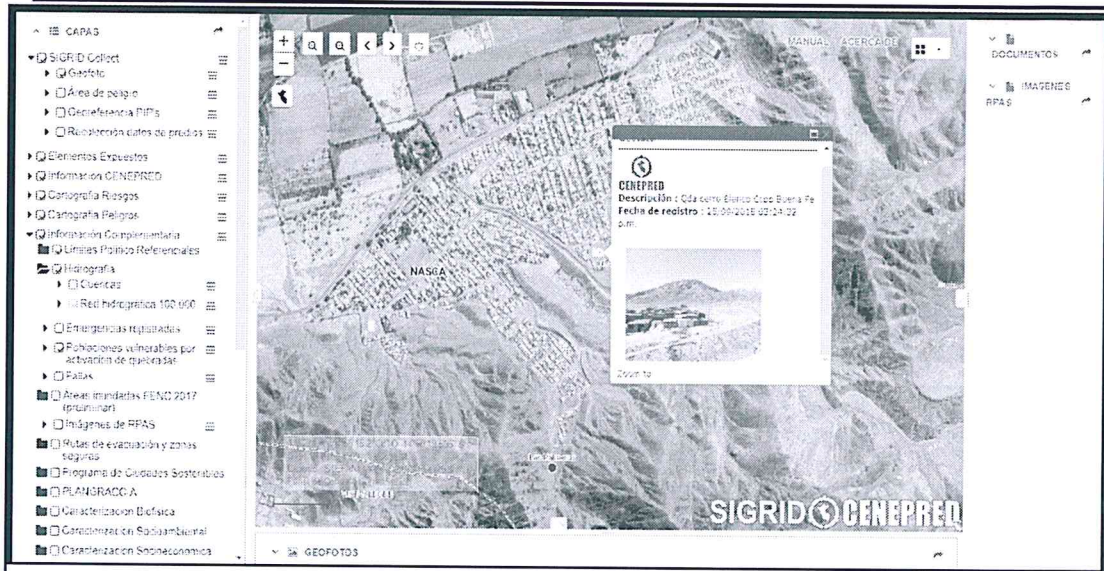 CAPAS
SIGRID Collect
Geofoto
Área de peligro
Georeferencia PIP's
Recolección datos de predios
Elementos Expuestos
Información CENEPRED
Cartografía Riesgos
Cartografía Peligros
Información Complementaria
Límites Político Referenciales
Hidrografía
Cuencas
Red hidrográfica 100,000
Emergencias registradas
Poblaciones vulnerables por
activación de quebradas
Fallas
Áreas inundadas FENC 2017
(preliminar)
Imágenes de RPAS
Rutas de evacuación y zonas
seguras
Programa de Ciudades Sostenibles
PLANGRACC-A
Caracterización Biofísica
Caracterización Socioambiental
Caracterización Socioeconómica
MANUAL ACERCA DE
CENEPRED
Descripción : Qda cerro Blanco Crop Buena Fe
Fecha de registro :
p.m.
Zoom to
NASCA
SIGRID CENEPRED
GEOFOTOS
DOCUMENTOS
IMAGENES
RPAS